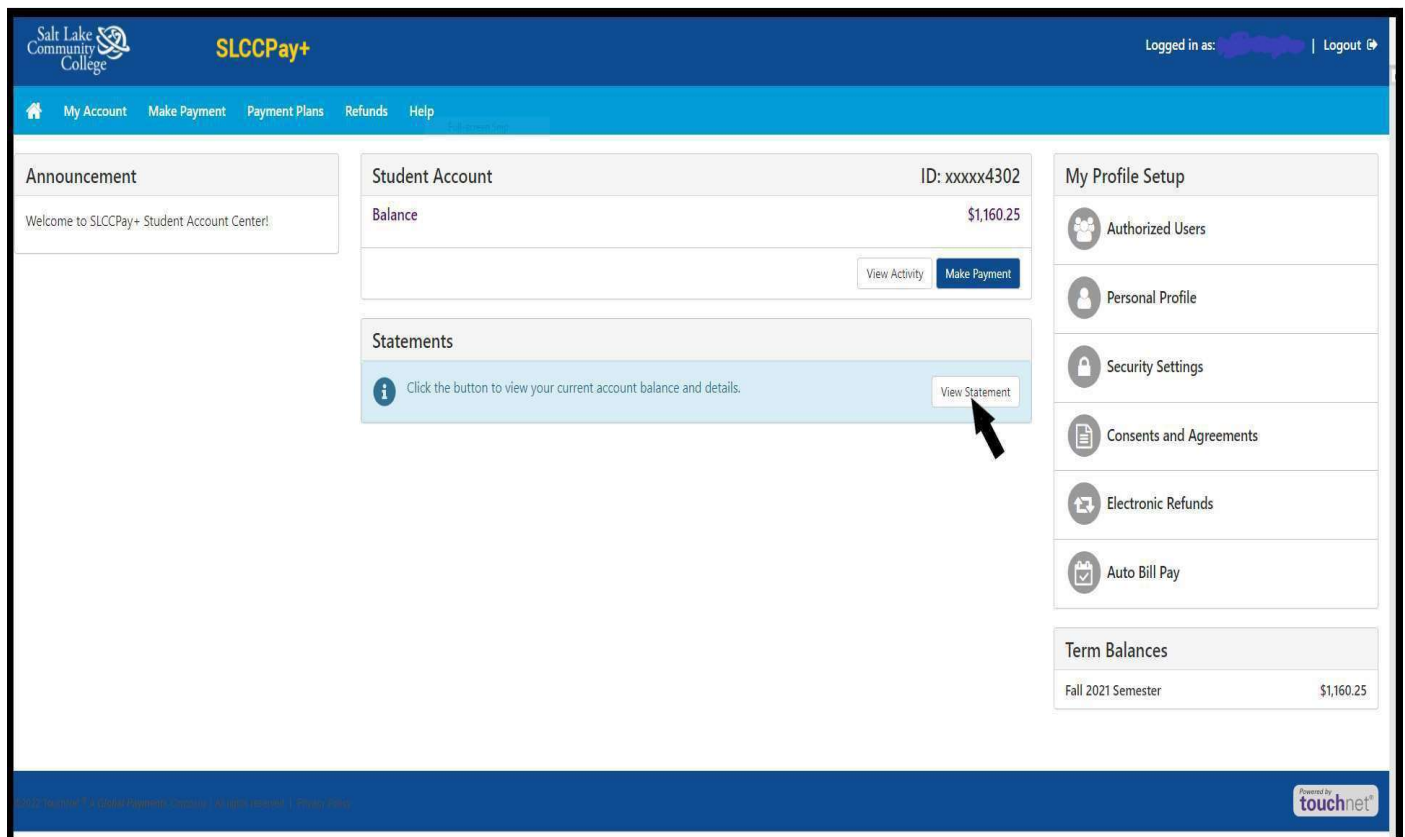 Salt Lake
Community
College
SLCCPay+
Logged in as:
| Logout
My Account Make Payment Payment Plans Refunds Help
Announcement
Welcome to SLCCPay+ Student Account Center!
Student Account ID: xxxxx4302
Balance $1,160.25
View Activity Make Payment
Statements
Click the button to view your current account balance and details.
View Statement
My Profile Setup
Authorized Users
Personal Profile
Security Settings
Consents and Agreements
Electronic Refunds
Auto Bill Pay
Term Balances
Fall 2021 Semester $1,160.25
Powered by
touchnet®